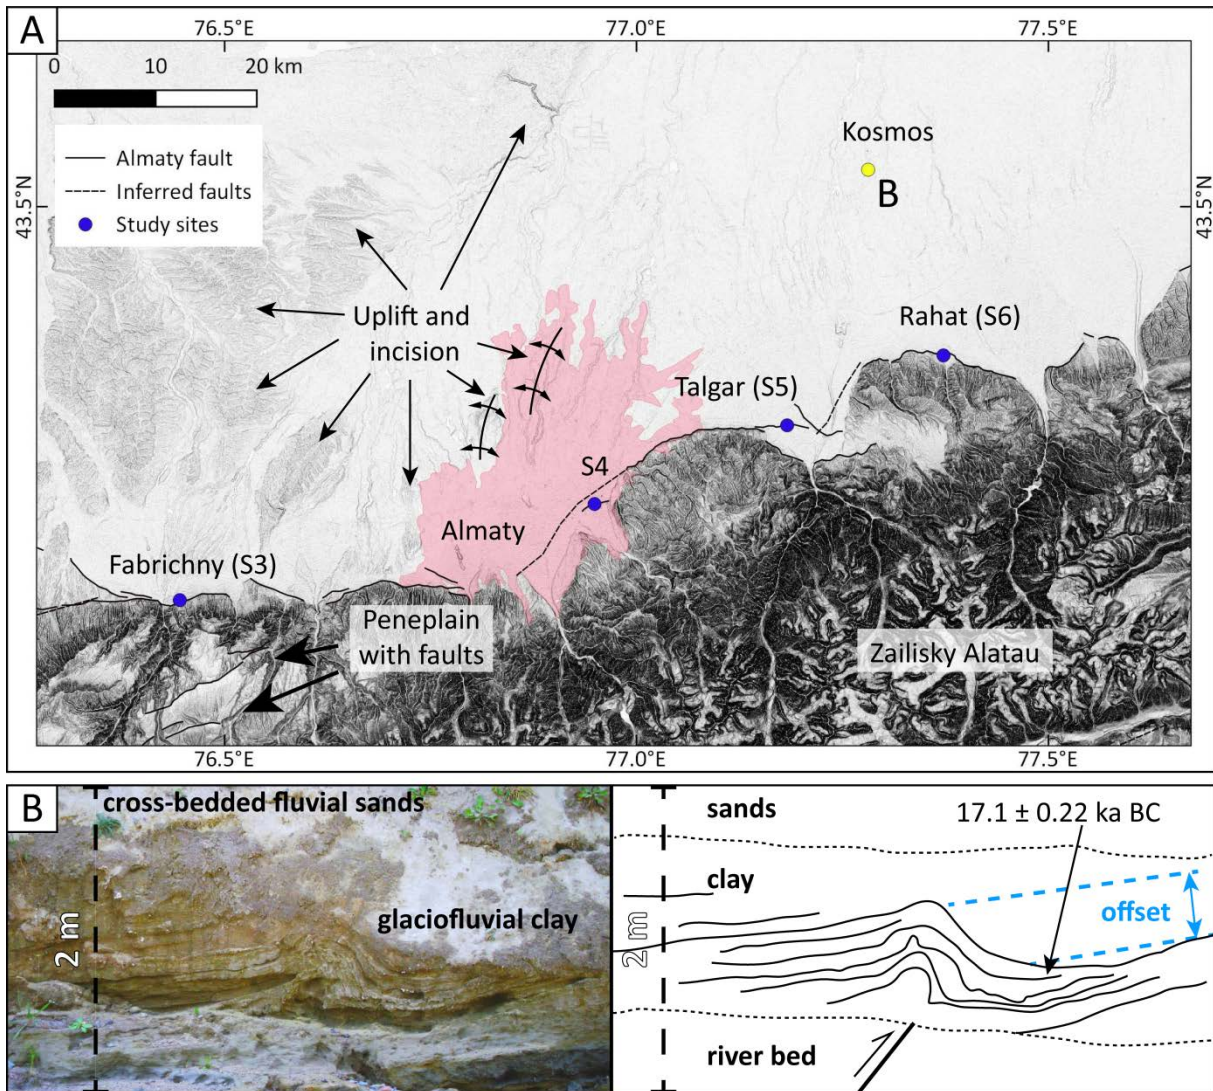 A
76.5°E
77.0°E
77.5°E
0
10
20 km
Almaty fault
Inferred faults
Study sites
43.5°N
43.5°N
Kosmos
B
Uplift and
incision
Rahat (S6)
Talgar (S5)
S4
Almaty
Fabrichny (S3)
Peneplain
with faults
Zailisky Alatau
76.5°E
77.0°E
77.5°E
B
cross-bedded fluvial sands
glaciofluvial clay
2 m
sands
17.1 ± 0.22 ka BC
clay
offset
2 m
river bed